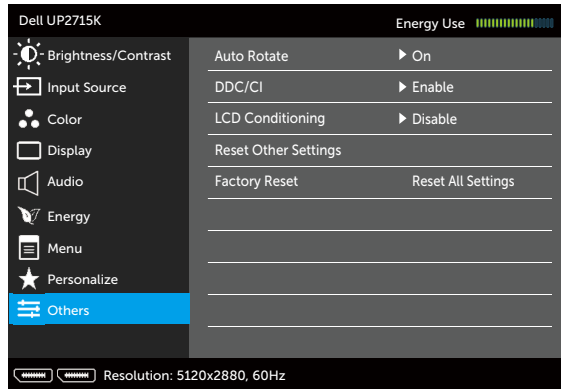 Dell UP2715K Energy Use
Brightness/Contrast Auto Rotate On
Input Source DDC/CI Enable
Color LCD Conditioning Disable
Display Reset Other Settings
Audio Factory Reset Reset All Settings
Energy
Menu
Personalize
Others
Resolution: 5120x2880, 60Hz